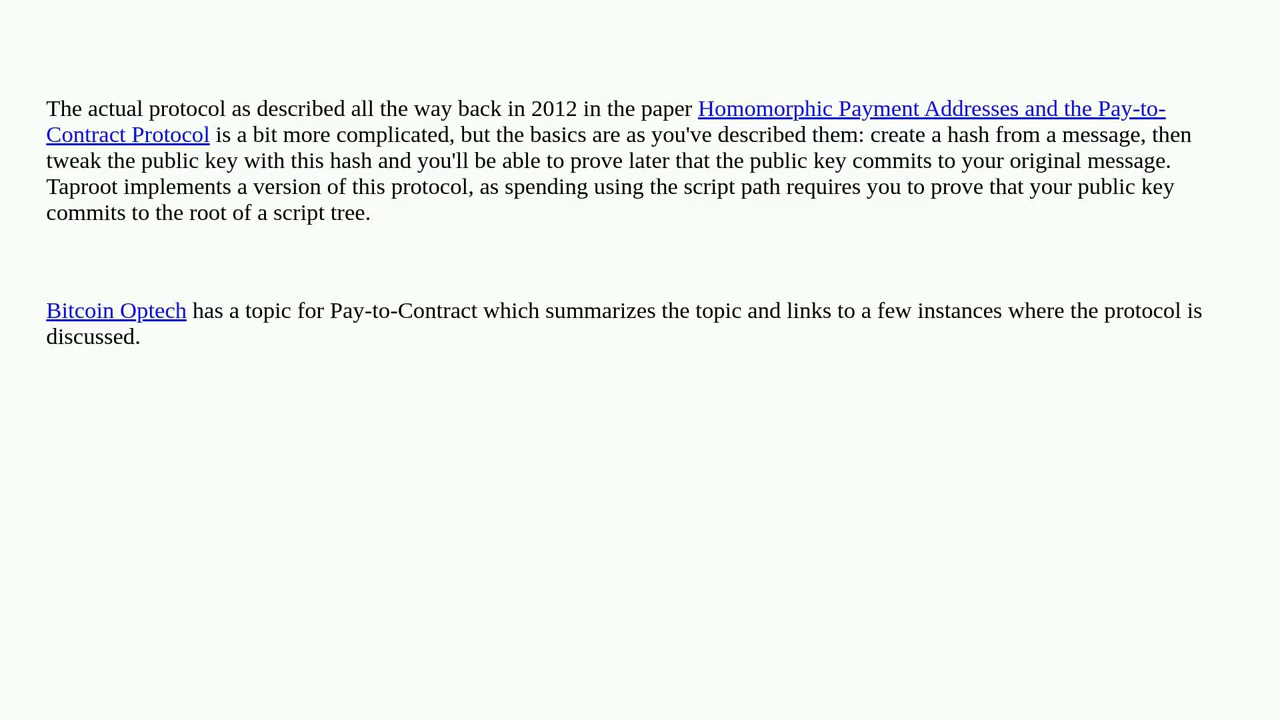 The actual protocol as described all the way back in 2012 in the paper Homomorphic Payment Addresses and the Pay-to-
Contract Protocol is a bit more complicated, but the basics are as you've described them: create a hash from a message, then
tweak the public key with this hash and you'll be able to prove later that the public key commits to your original message.
Taproot implements a version of this protocol, as spending using the script path requires you to prove that your public key
commits to the root of a script tree.
Bitcoin Optech has a topic for Pay-to-Contract which summarizes the topic and links to a few instances where the protocol is
discussed.